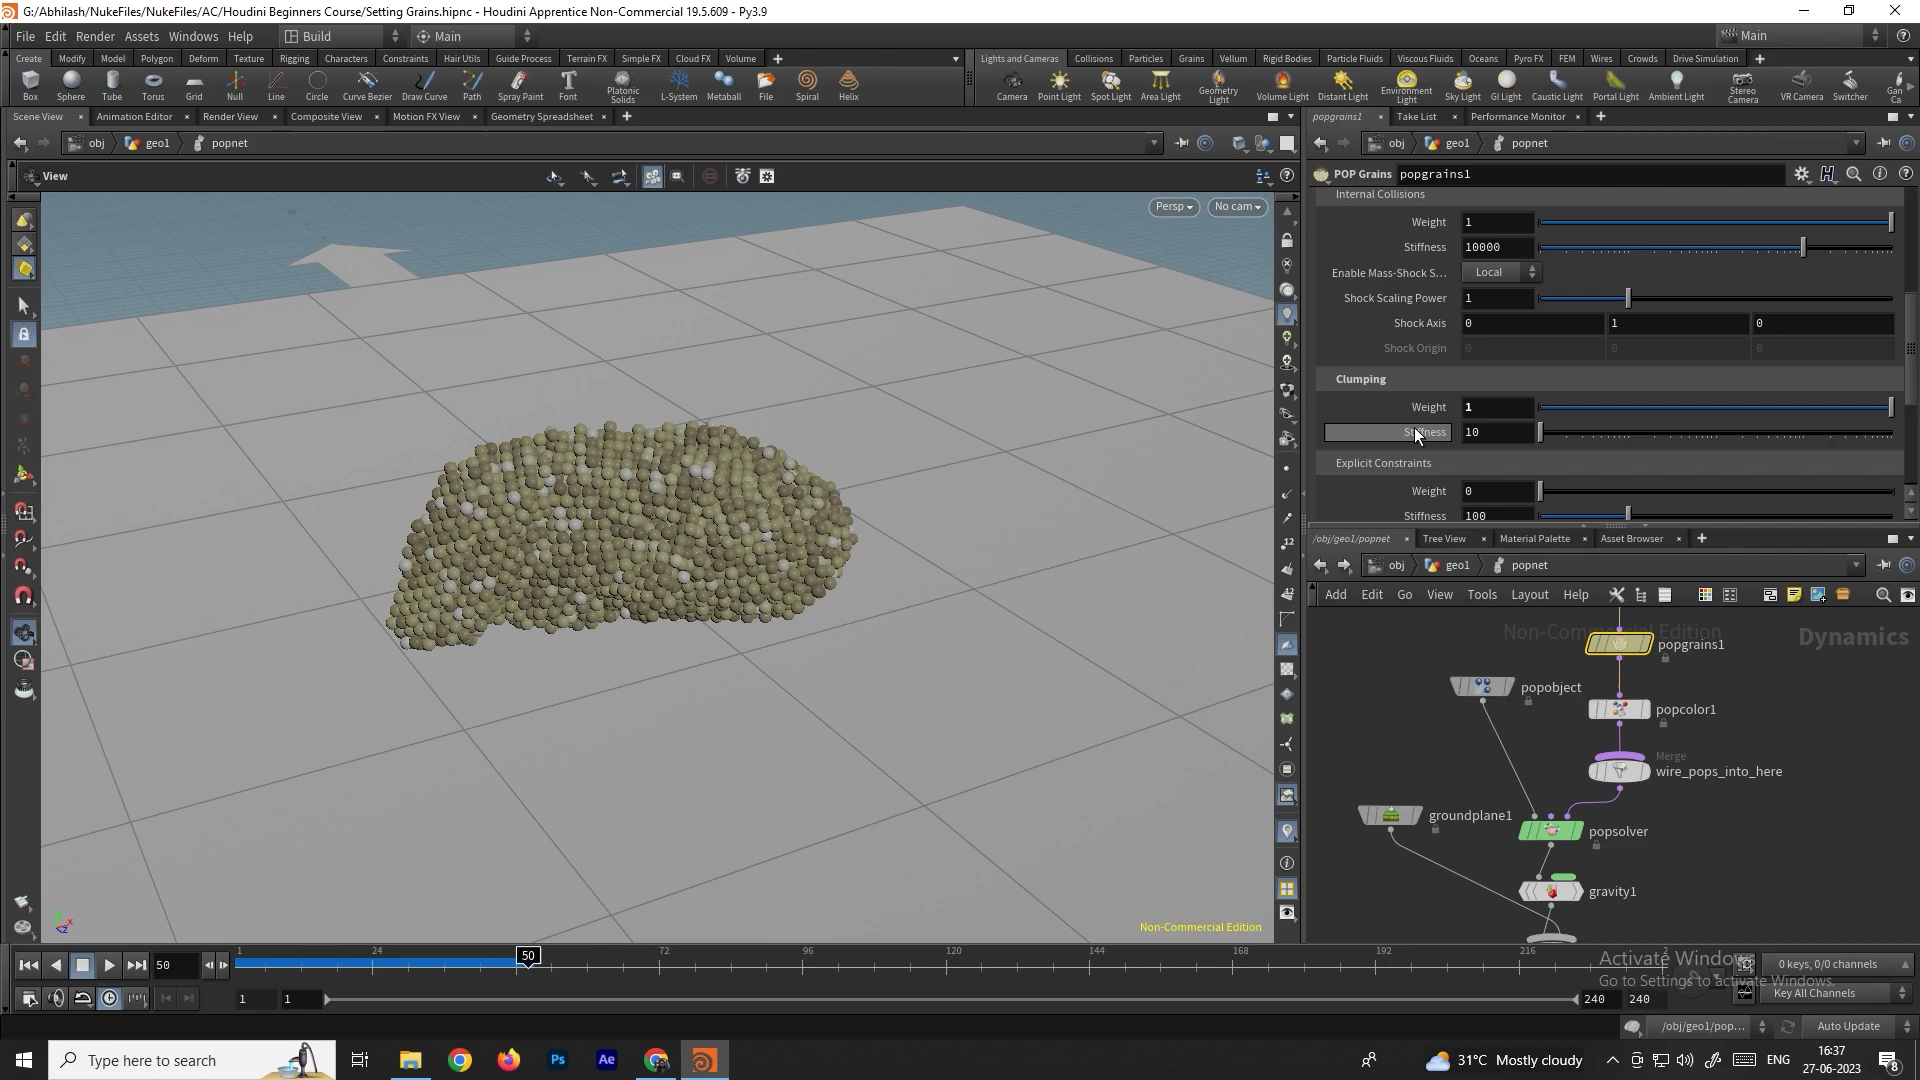 G:/Abhilash/NukeFiles/NukeFiles/AC/Houdini Beginners Course/Setting Grains.hipnc - Houdini Apprentice Non-Commercial 19.5.609 - Py3.9
File Edit Render Assets Windows Help Build Main Main
Create Modify Model Polygon Deform Texture Rigging Characters Constraints Hair Utils Guide Process Terrain FX Simple FX Cloud FX Volume
Lights and Cameras Collisions Particles Grains Vellum Rigid Bodies Particle Fluids Viscous Fluids Oceans Pyro FX FEM Wires Crowds Drive Simulation
Box Sphere Tube Torus Grid Null Line Circle Curve Bezier Draw Curve Path Spray Paint Font Platonic Solids L-System Metaball File Spiral Helix
Camera Point Light Spot Light Area Light Geometry Light Volume Light Distant Light Environment Light Sky Light GI Light Caustic Light Portal Light Ambient Light Stereo Camera VR Camera Switcher Gan Ca
Scene View Animation Editor Render View Composite View Motion FX View Geometry Spreadsheet
popgrains1 Take List Performance Monitor
obj geo1 popnet
obj geo1 popnet
View
POP Grains popgrains1
Persp No cam
Internal Collisions
Weight 1
Stiffness 10000
Enable Mass-Shock S... Local
Shock Scaling Power 1
Shock Axis 0 1 0
Shock Origin 0 0 0
Clumping
Weight 1
Stiffness 10
Explicit Constraints
Weight 0
Stiffness 100
/obj/geo1/popnet Tree View Material Palette Asset Browser
obj geo1 popnet
Add Edit Go View Tools Layout Help
Non-Commercial Edition
Dynamics
popgrains1
popobject
popcolor1
Merge
wire_pops_into_here
groundplane1
popsolver
gravity1
Non-Commercial Edition
50
1 24 50 72 96 120 144 168 192 216 2
Activate Windows
Go to Settings to activate Windows.
0 keys, 0/0 channels
1 1 240 240
Key All Channels
/obj/geo1/pop... Auto Update
Type here to search
Ps Ae
31°C Mostly cloudy
ENG
16:37
27-06-2023
8